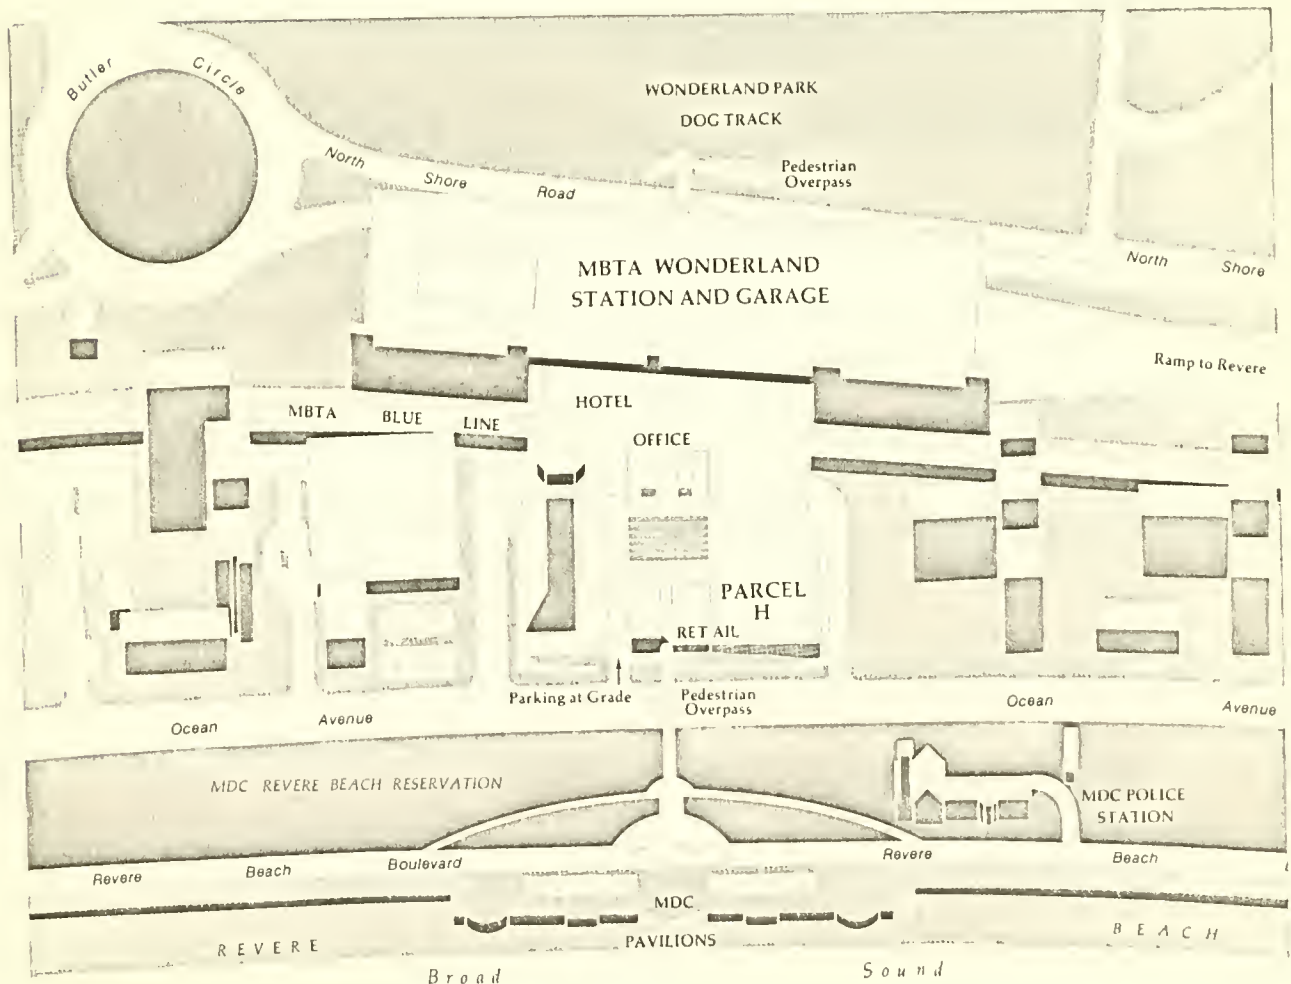 Butler Circle
WONDERLAND PARK
DOG TRACK
Pedestrian
Overpass
North Shore Road
North Shore
MBTA WONDERLAND
STATION AND GARAGE
Ramp to Revere
HOTEL
MBTA BLUE LINE
OFFICE
PARCEL
H
RETAIL
Parking at Grade
Pedestrian
Overpass
Ocean Avenue
Ocean Avenue
MDC REVERE BEACH RESERVATION
MDC POLICE
STATION
Revere Beach Boulevard
Revere Beach
MDC
PAVILIONS
REVERE
BEACH
Broad Sound